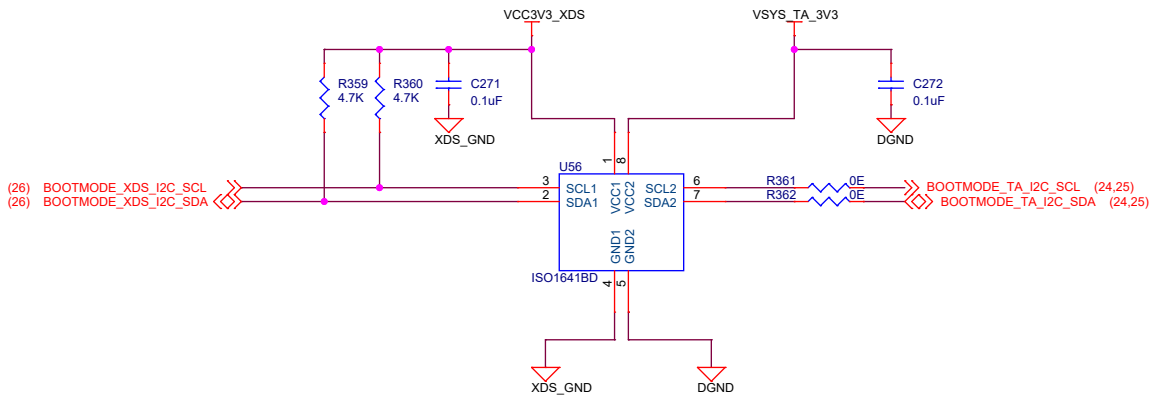 VCC3V3_XDS
VSYS_TA_3V3
R359
4.7K
R360
4.7K
C271
0.1uF
C272
0.1uF
XDS_GND
DGND
U56
1
8
VCC1
VCC2
(26) BOOTMODE_XDS_I2C_SCL
3
SCL1
SCL2
6
R361
0E
BOOTMODE_TA_I2C_SCL (24,25)
(26) BOOTMODE_XDS_I2C_SDA
2
SDA1
SDA2
7
R362
0E
BOOTMODE_TA_I2C_SDA (24,25)
GND1
GND2
ISO1641BD
4
5
XDS_GND
DGND